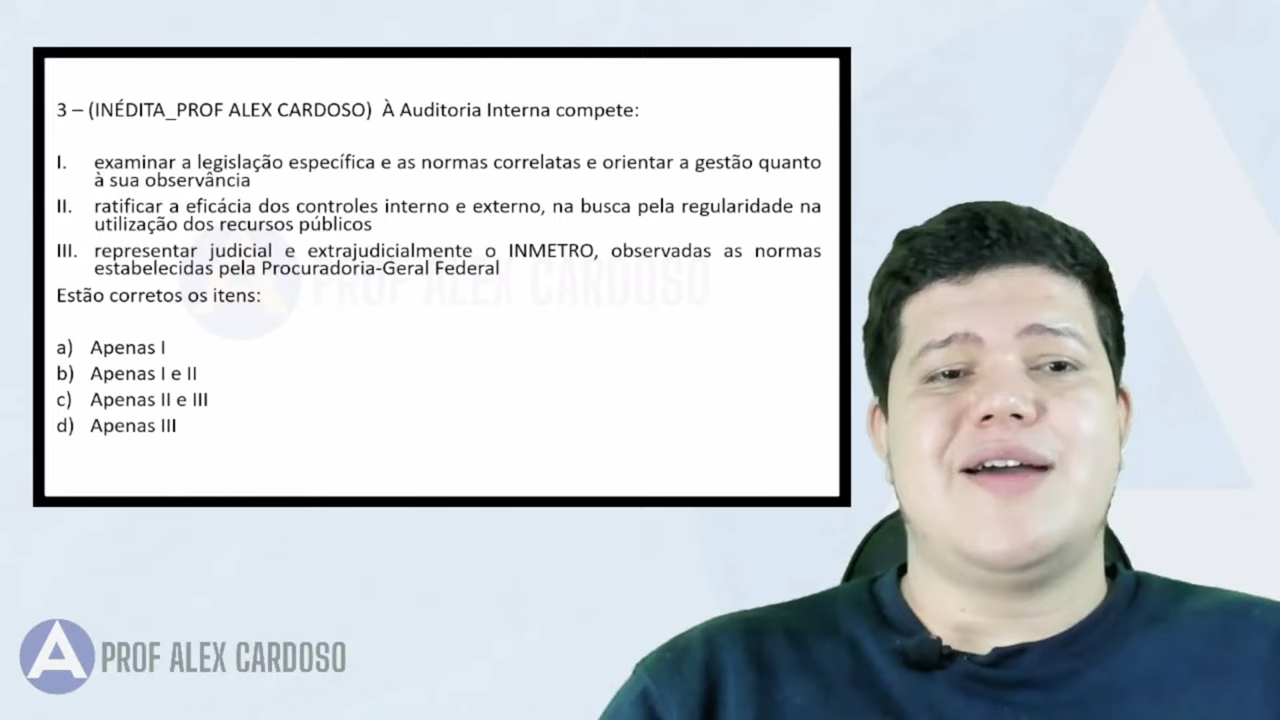 3 – (INÉDITA_PROF ALEX CARDOSO) À Auditoria Interna compete:
I. examinar a legislação específica e as normas correlatas e orientar a gestão quanto
à sua observância
II. ratificar a eficácia dos controles interno e externo, na busca pela regularidade na
utilização dos recursos públicos
III. representar judicial e extrajudicialmente o INMETRO, observadas as normas
estabelecidas pela Procuradoria-Geral Federal
PROF ALEX CARDOSO
Estão corretos os itens:
a) Apenas I
b) Apenas I e II
c) Apenas II e III
d) Apenas III
A PROF ALEX CARDOSO